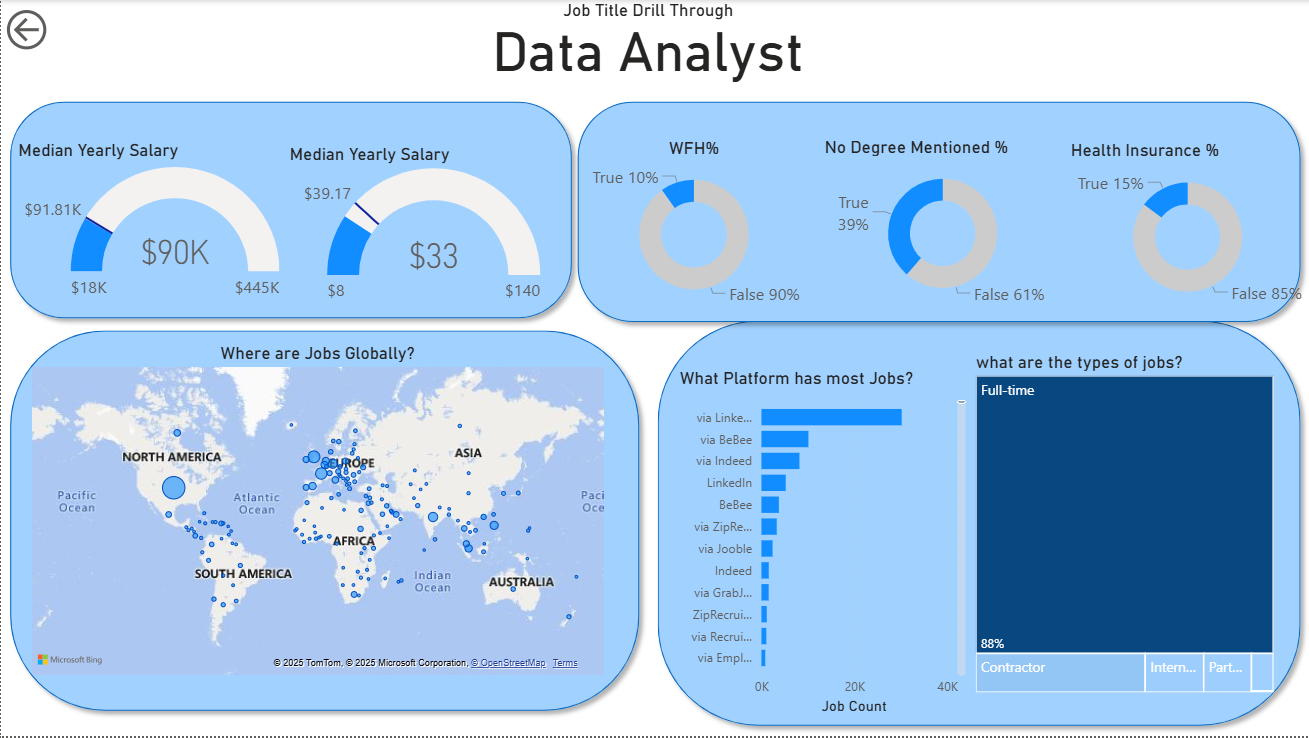 Job Title Drill Through
Data Analyst
Median Yearly Salary
$91.81K
$90K
$18K
$445K
Median Yearly Salary
$39.17
$33
$8
$140
WFH%
True 10%
False 90%
No Degree Mentioned %
True
39%
False 61%
Health Insurance %
True 15%
False 85%
Where are Jobs Globally?
NORTH AMERICA
EUROPE
ASIA
Pacific
Ocean
Atlantic
Ocean
Paci
Oce
AFRICA
SOUTH AMERICA
Indian
Ocean
AUSTRALIA
Microsoft Bing
© 2025 TomTom, © 2025 Microsoft Corporation, © OpenStreetMap Terms
What Platform has most Jobs?
via Linke...
via BeBee
via Indeed
LinkedIn
BeBee
via ZipRe...
via Jooble
Indeed
via GrabJ...
ZipRecrui...
via Recrui...
via Empl...
0K 20K 40K
Job Count
what are the types of jobs?
Full-time
88%
Contractor
Intern...
Part...